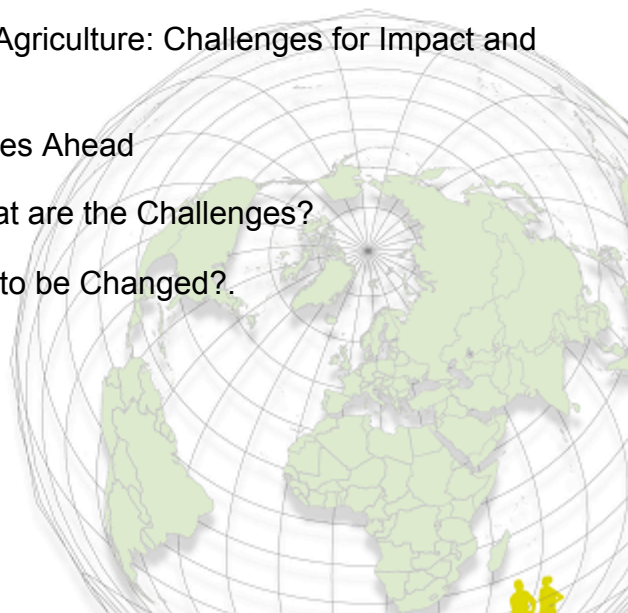 Agriculture: Challenges for Impact and
es Ahead
at are the Challenges?
to be Changed?.